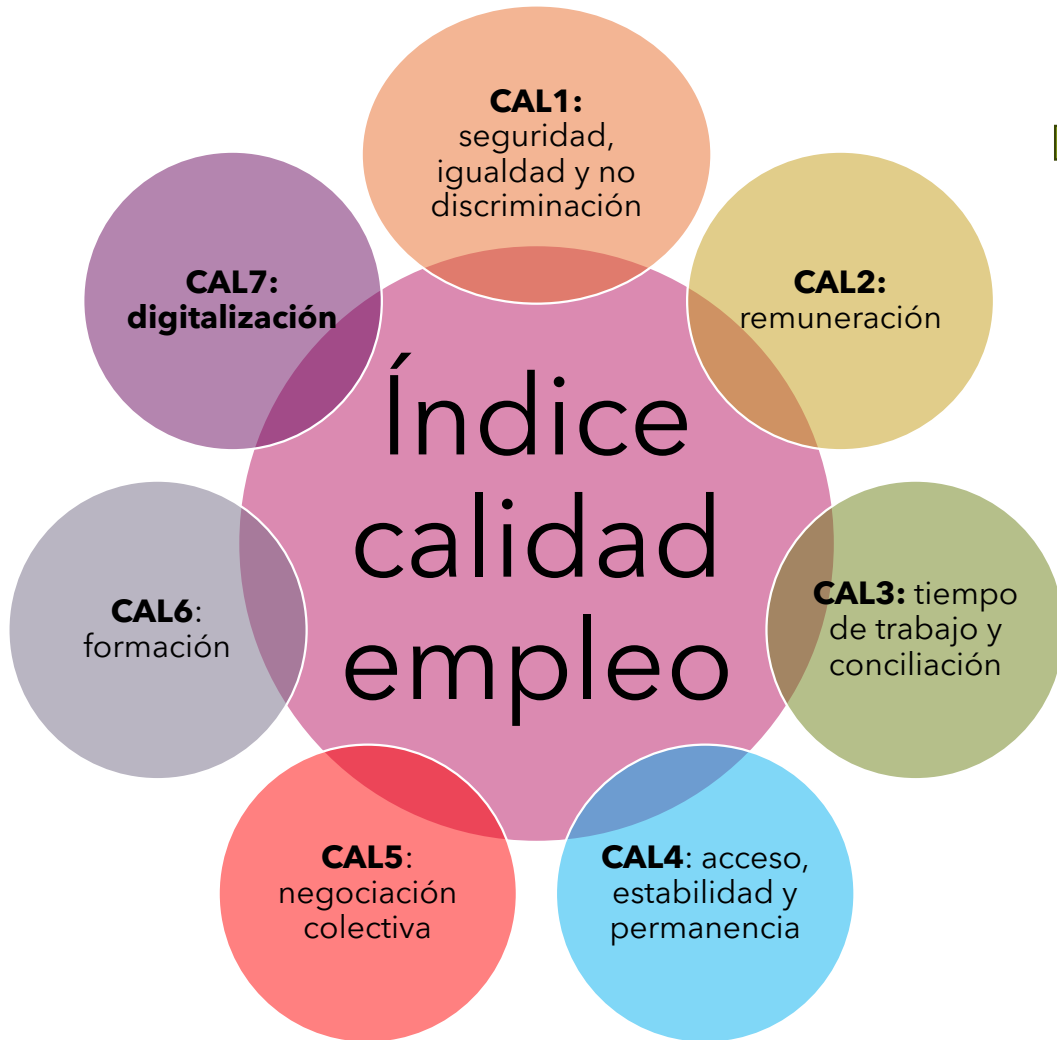 CAL1:
seguridad,
igualdad y no
discriminación
CAL2:
remuneración
CAL3: tiempo
de trabajo y
conciliación
CAL4: acceso,
estabilidad y
permanencia
CAL5:
negociación
colectiva
CAL6:
formación
CAL7:
digitalización
Índice
calidad
empleo